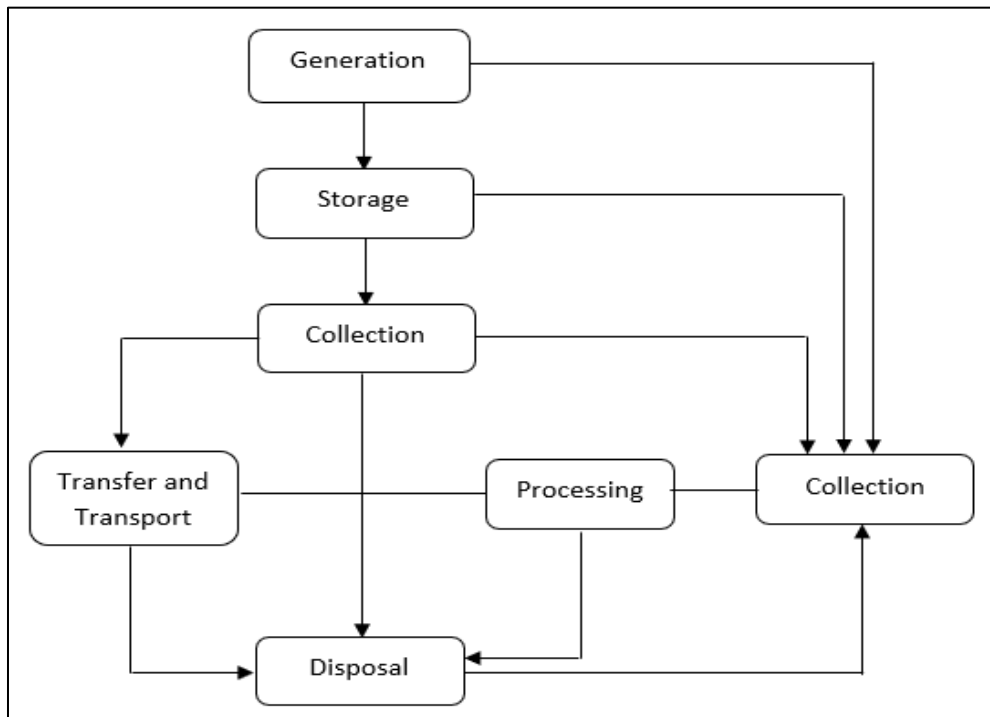 Generation
Storage
Collection
Transfer and
Transport
Processing
Collection
Disposal